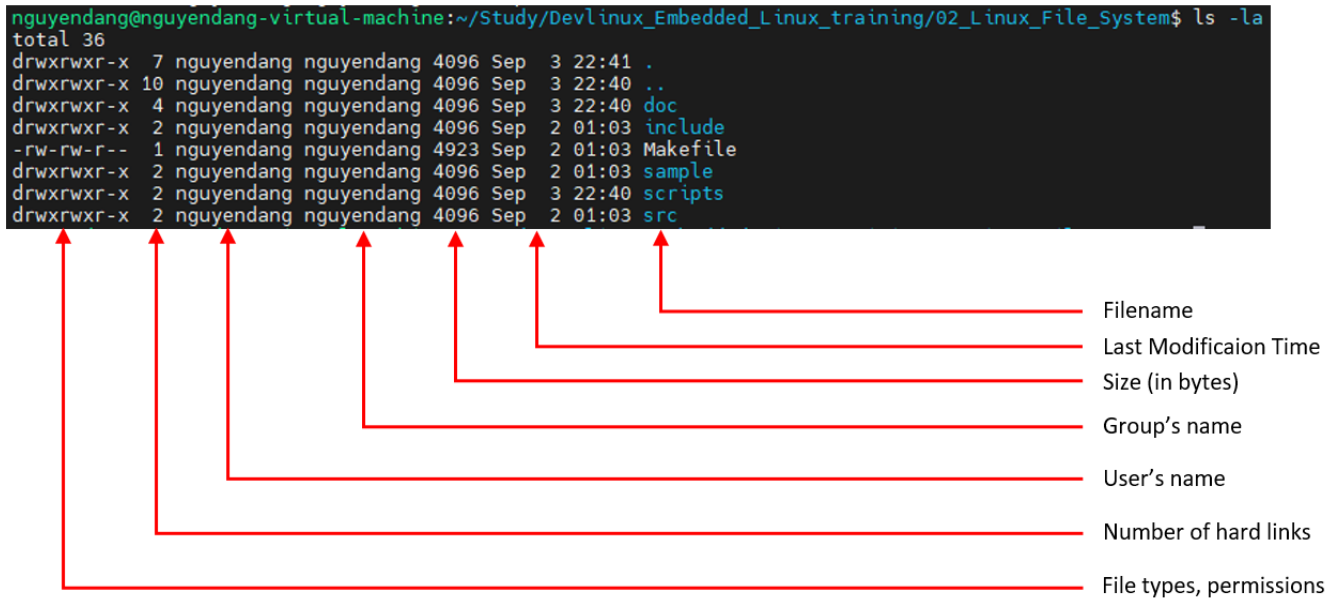 nguyendang@nguyendang-virtual-machine:~/Study/Devlinux_Embedded_Linux_training/02_Linux_File_System$ ls -la
total 36
drwxrwxr-x  7 nguyendang nguyendang 4096 Sep  3 22:41 .
drwxrwxr-x 10 nguyendang nguyendang 4096 Sep  3 22:40 ..
drwxrwxr-x  4 nguyendang nguyendang 4096 Sep  3 22:40 doc
drwxrwxr-x  2 nguyendang nguyendang 4096 Sep  2 01:03 include
-rw-rw-r--  1 nguyendang nguyendang 4923 Sep  2 01:03 Makefile
drwxrwxr-x  2 nguyendang nguyendang 4096 Sep  2 01:03 sample
drwxrwxr-x  2 nguyendang nguyendang 4096 Sep  3 22:40 scripts
drwxrwxr-x  2 nguyendang nguyendang 4096 Sep  2 01:03 src
Filename
Last Modificaion Time
Size (in bytes)
Group’s name
User’s name
Number of hard links
File types, permissions